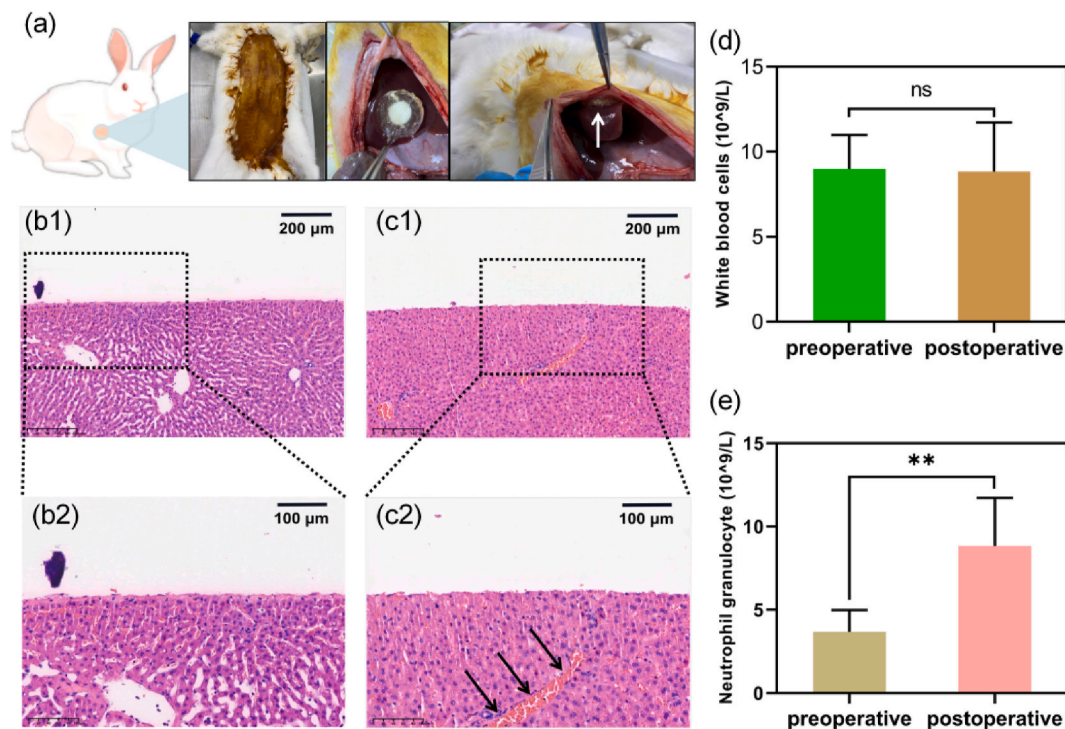 (a)
(b1)
200 μm
(c1)
200 μm
(b2)
100 μm
(c2)
100 μm
(d)
White blood cells (10^9/L)
15
10
5
0
ns
preoperative
postoperative
(e)
Neutrophil granulocyte (10^9/L)
15
10
5
0
**
preoperative
postoperative